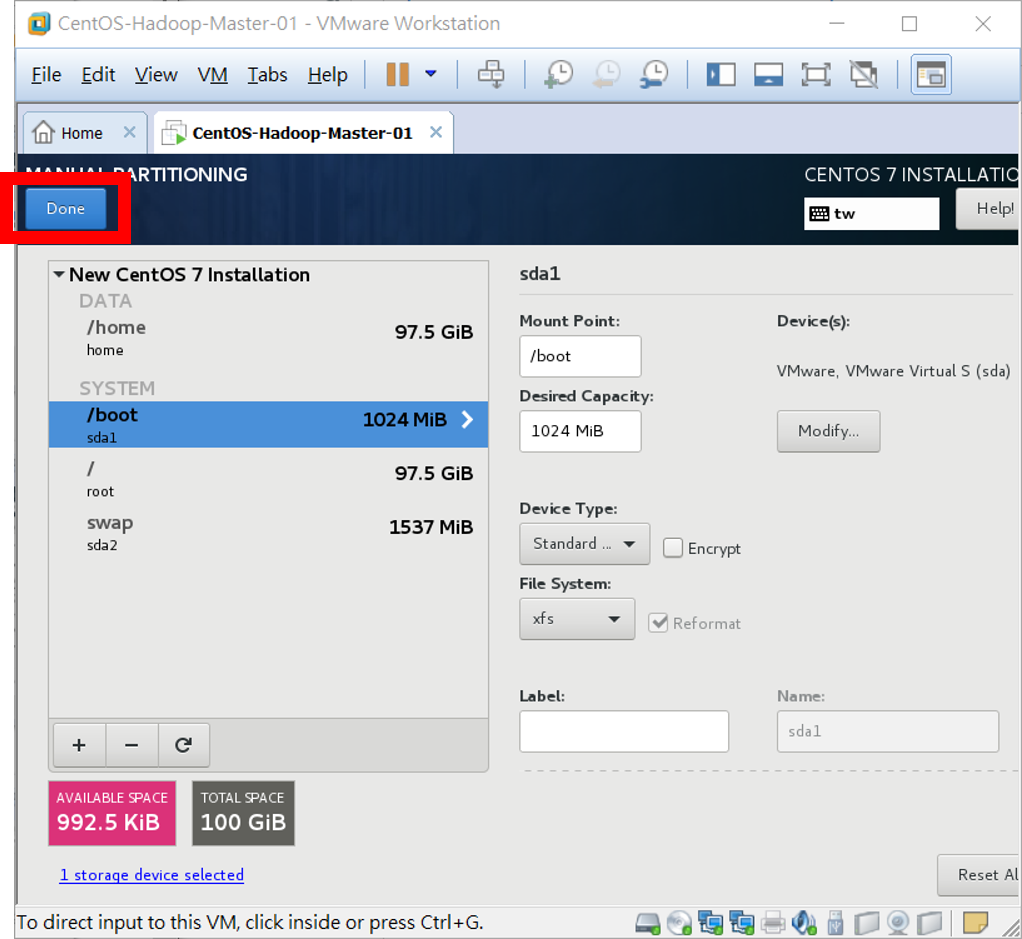 CentOS-Hadoop-Master-01 - VMware Workstation
File Edit View VM Tabs Help
Home CentOS-Hadoop-Master-01
MANUAL PARTITIONING
CENTOS 7 INSTALLATIO
Done
tw
Help!
New CentOS 7 Installation
DATA
/home
97.5 GiB
home
SYSTEM
/boot
1024 MiB
sda1
/
97.5 GiB
root
swap
1537 MiB
sda2
+ −
AVAILABLE SPACE
992.5 KiB
TOTAL SPACE
100 GiB
1 storage device selected
sda1
Mount Point:
/boot
Device(s):
VMware, VMware Virtual S (sda)
Desired Capacity:
1024 MiB
Modify...
Device Type:
Standard ...
Encrypt
File System:
xfs
Reformat
Label:
Name:
sda1
Reset Al
To direct input to this VM, click inside or press Ctrl+G.